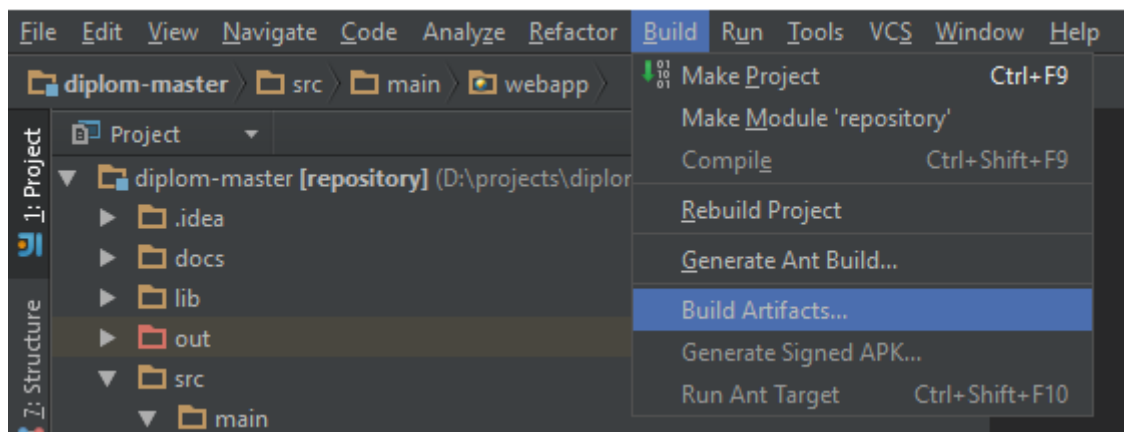 File Edit View Navigate Code Analyze Refactor Build Run Tools VCS Window Help
diplom-master src main webapp
Make Project Ctrl+F9
Make Module 'repository'
Compile Ctrl+Shift+F9
Rebuild Project
Generate Ant Build...
Build Artifacts...
Generate Signed APK...
Run Ant Target Ctrl+Shift+F10
Project
diplom-master [repository] (D:\projects\diplor
.idea
docs
lib
out
src
main
1: Project
7: Structure